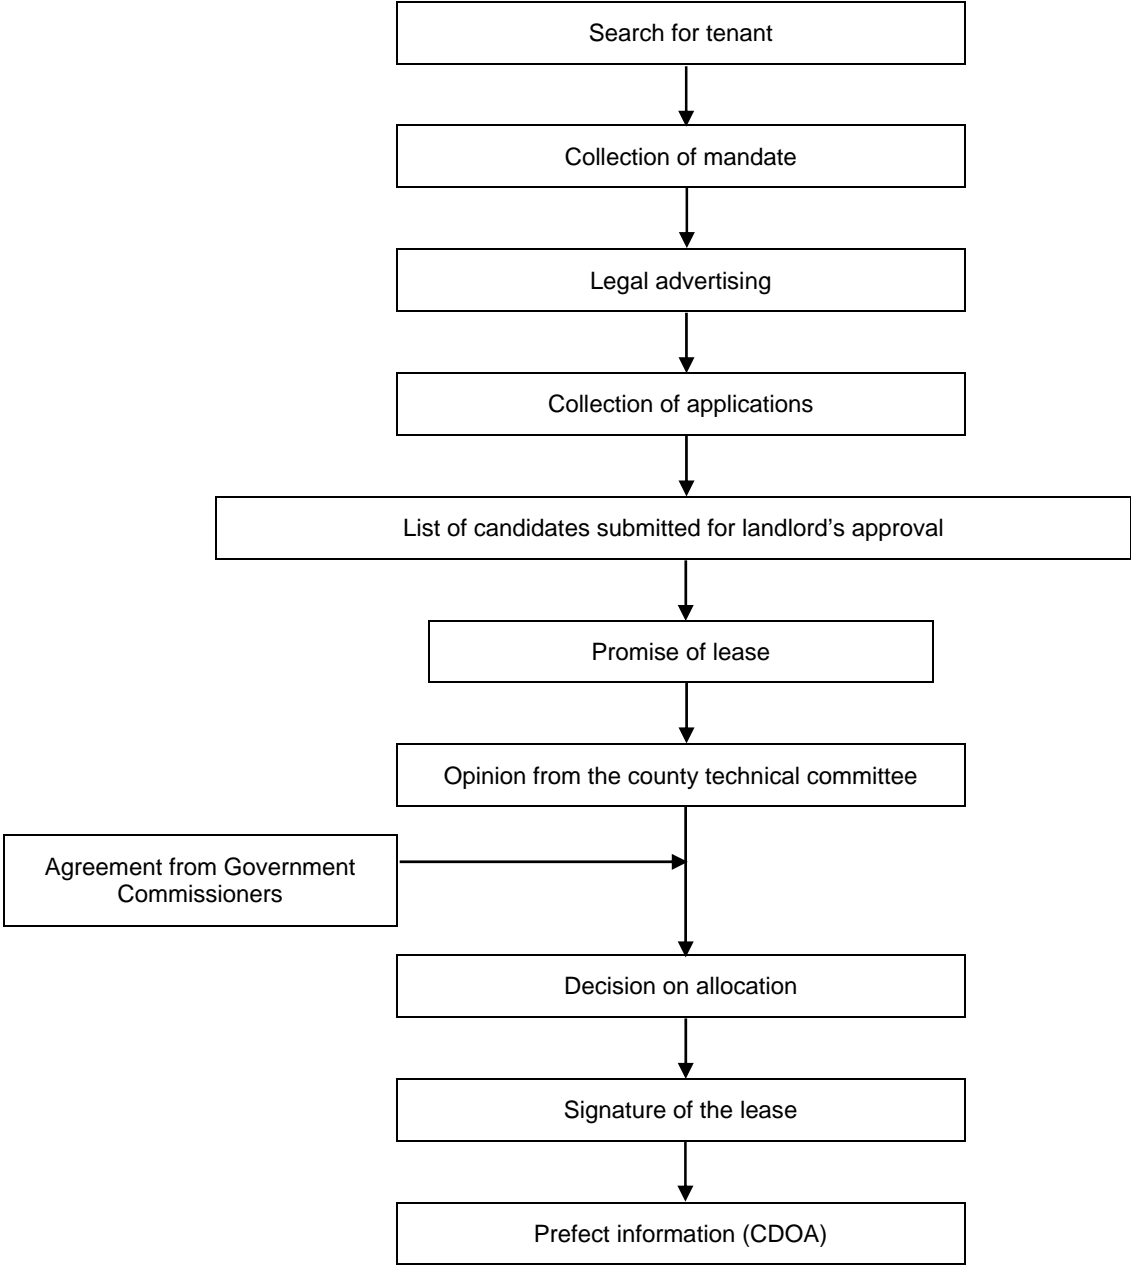 Search for tenant
Collection of mandate
Legal advertising
Collection of applications
List of candidates submitted for landlord’s approval
Promise of lease
Opinion from the county technical committee
Agreement from Government
Commissioners
Decision on allocation
Signature of the lease
Prefect information (CDOA)